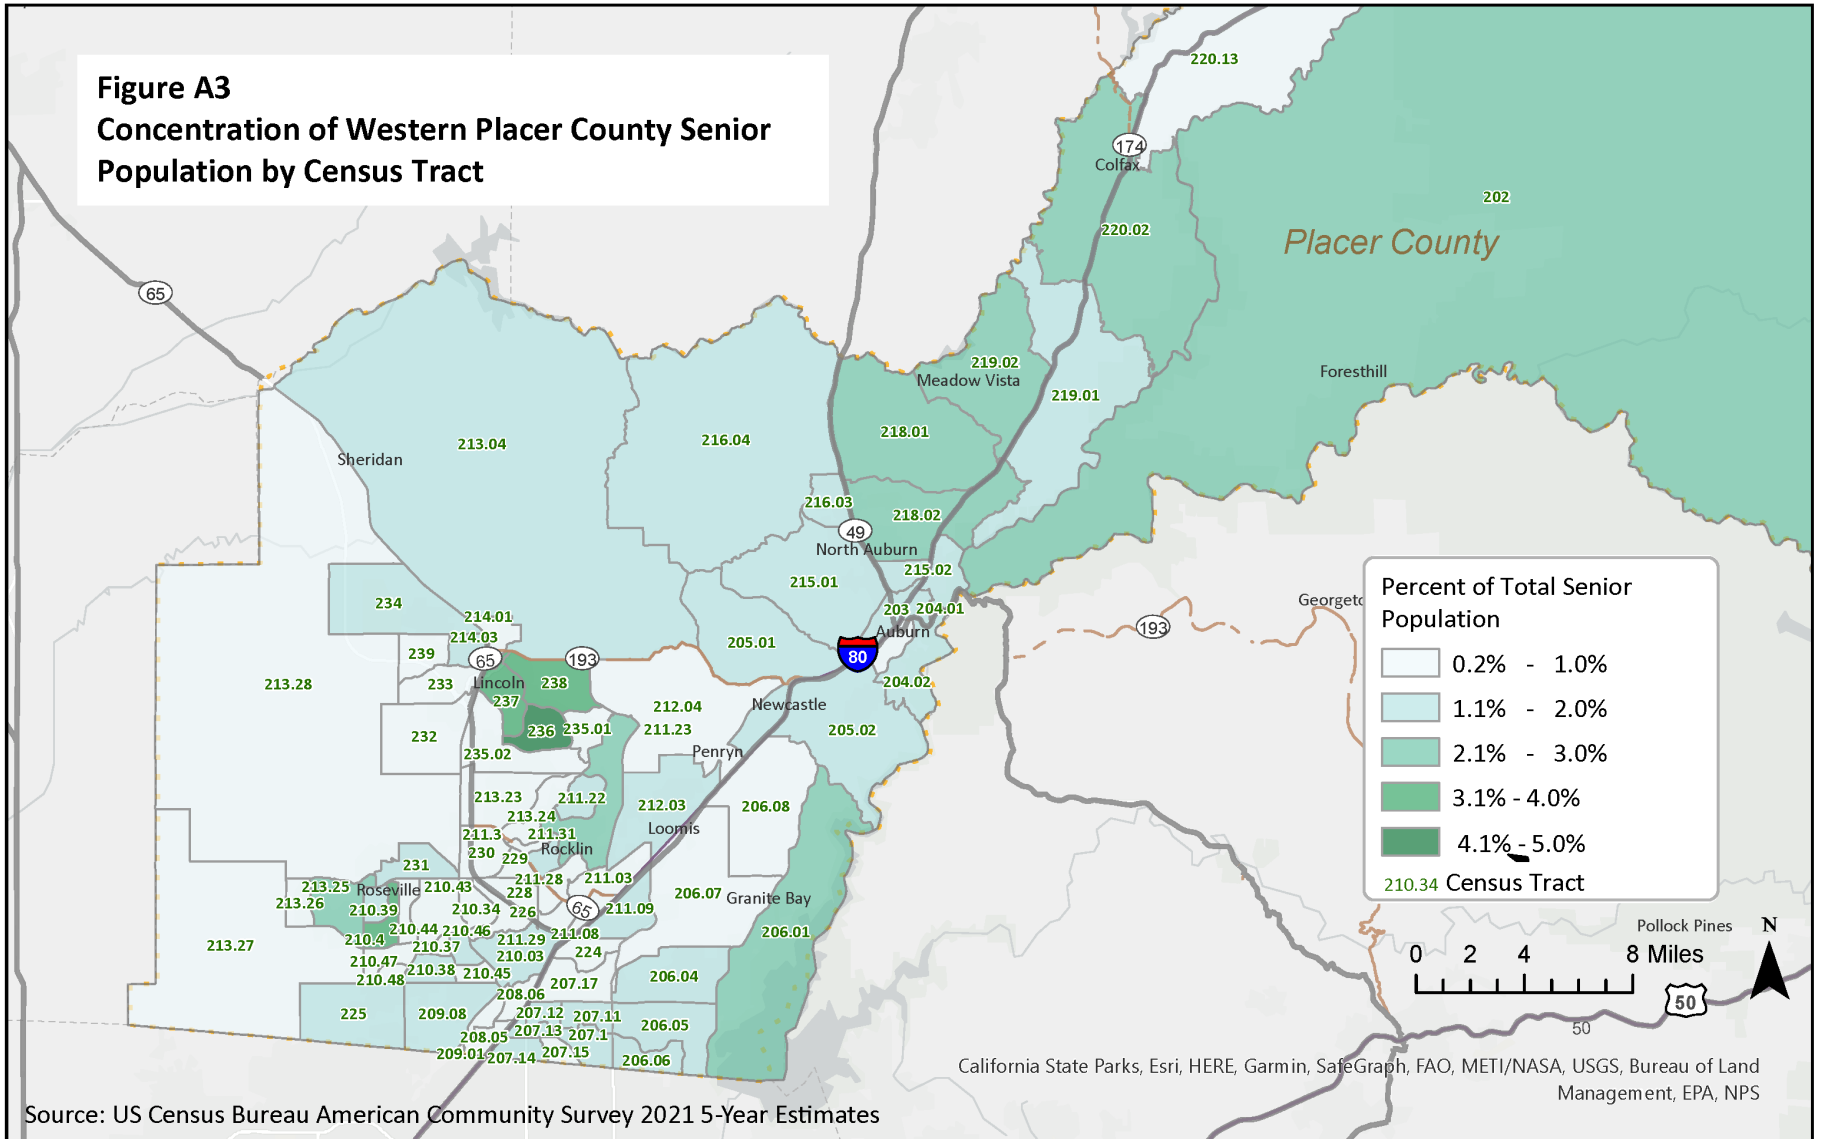 Figure A3
Concentration of Western Placer County Senior
Population by Census Tract
220.13
174
Colfax
202
220.02
Placer County
65
219.02
Meadow Vista
Foresthill
219.01
218.01
216.04
213.04
Sheridan
216.03
218.02
49
North Auburn
215.02
215.01
234
203
204.01
214.01
Auburn
214.03
205.01
239
65
193
80
193
Georgeto
233
Lincoln
238
204.02
213.28
237
212.04
Newcastle
236
235.01
211.23
205.02
232
235.02
Penryn
213.23
211.22
212.03
206.08
213.24
211.3
211.31
Loomis
230
229
Rocklin
231
211.28
211.03
213.25
Roseville
210.43
228
206.07
Granite Bay
213.26
210.39
210.34
226
65
211.09
210.4
210.44
210.46
211.29
211.08
206.01
213.27
210.37
210.03
224
210.47
210.38
210.45
206.04
210.48
207.17
208.06
225
209.08
207.12
207.11
206.05
208.05
207.13
207.1
209.01
207.14
207.15
206.06
Percent of Total Senior
Population
0.2% - 1.0%
1.1% - 2.0%
2.1% - 3.0%
3.1% - 4.0%
4.1% - 5.0%
210.34 Census Tract
Pollock Pines
N
0 2 4 8 Miles
50
50
California State Parks, Esri, HERE, Garmin, SafeGraph, FAO, METI/NASA, USGS, Bureau of Land
Management, EPA, NPS
Source: US Census Bureau American Community Survey 2021 5-Year Estimates